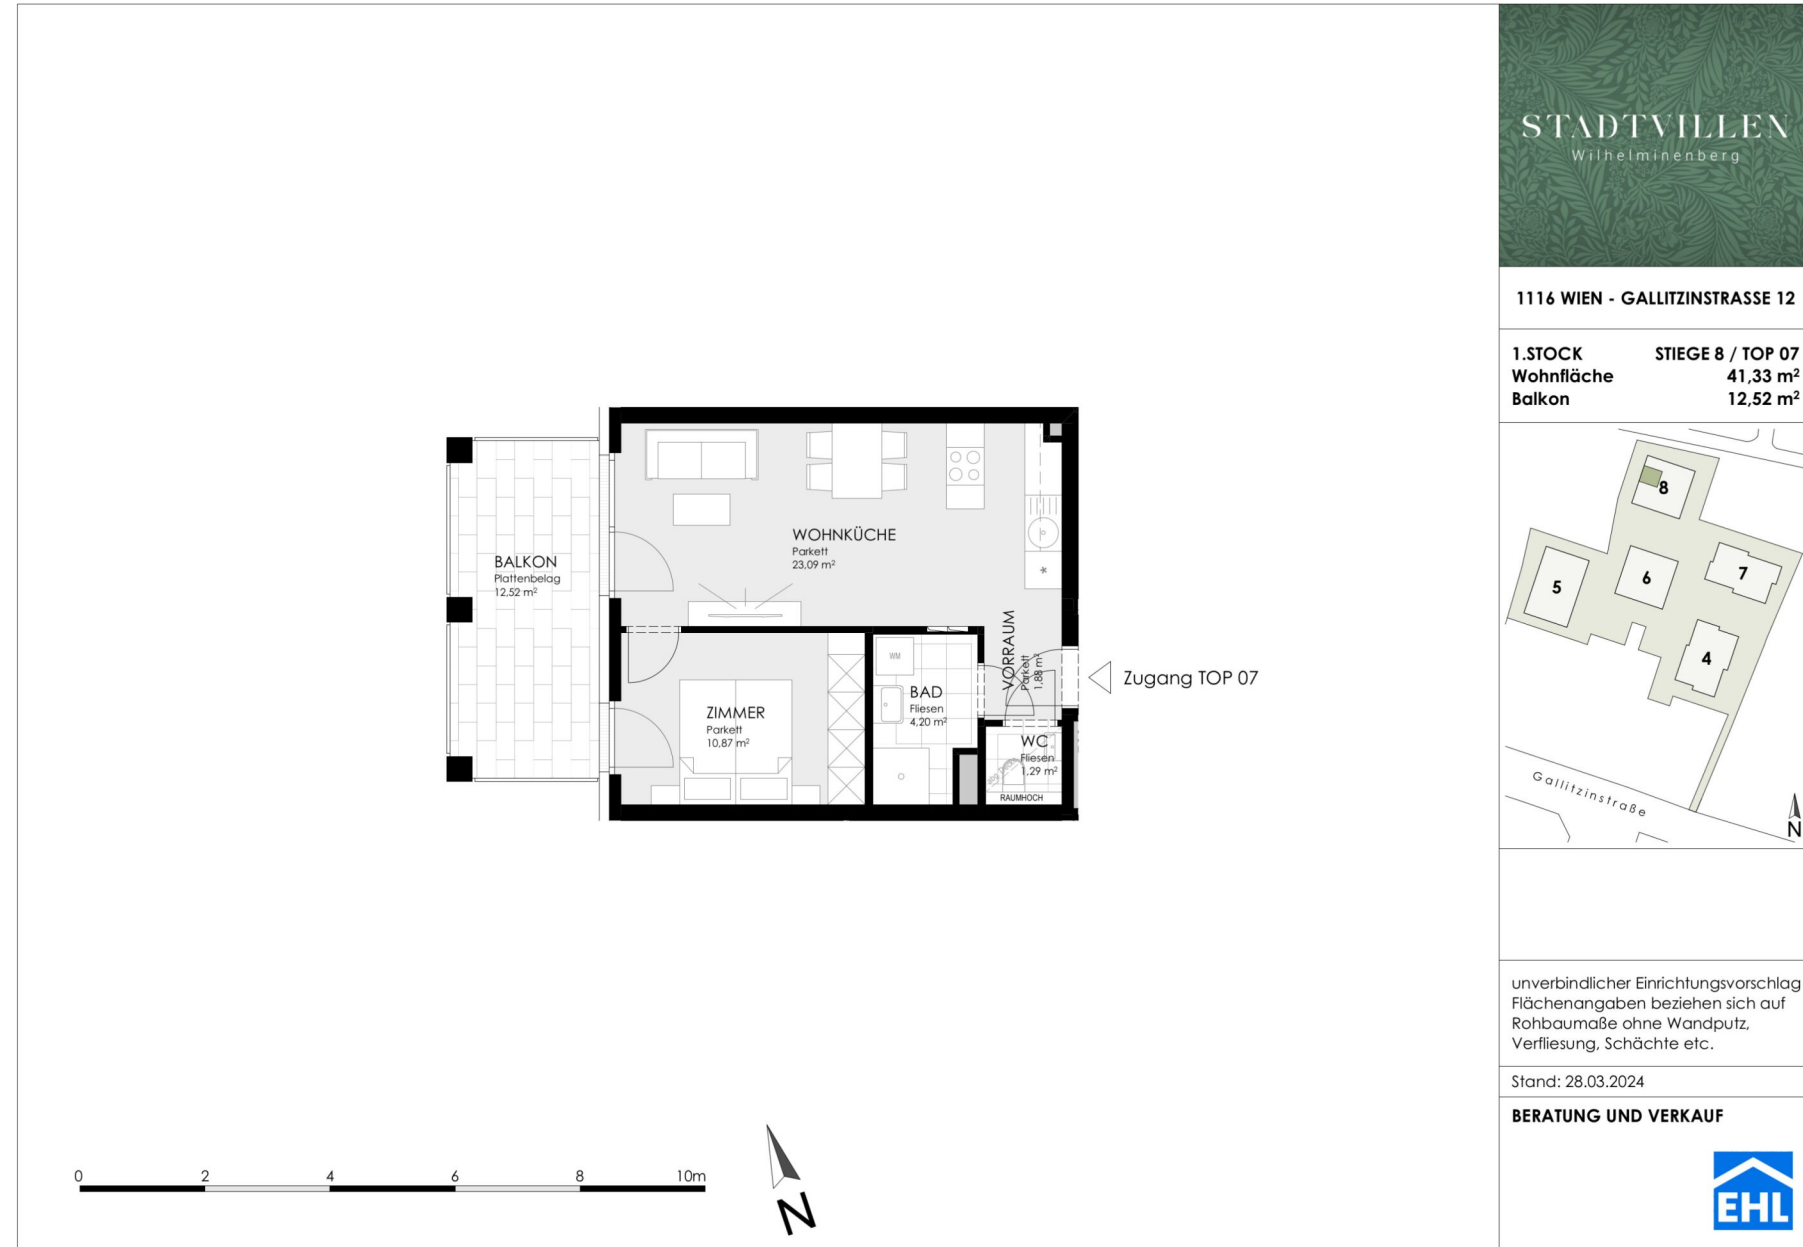 STADTVILLEN
Wilhelminenberg
1116 WIEN - GALLITZINSTRASSE 12
1.STOCK STIEGE 8 / TOP 07
Wohnfläche 41,33 m²
Balkon 12,52 m²
8
5
6
7
4
Gallitzinstraße
N
unverbindlicher Einrichtungsvorschlag
Flächenangaben beziehen sich auf
Rohbaumaße ohne Wandputz,
Verfliesung, Schächte etc.
Stand: 28.03.2024
BERATUNG UND VERKAUF
EHL
BALKON
Plattenbelag
12,52 m²
WOHNKÜCHE
Parkett
23,09 m²
*
VORRAUM
Parkett
1,88 m²
Zugang TOP 07
ZIMMER
Parkett
10,87 m²
WM
BAD
Fliesen
4,20 m²
WC
Fliesen
1,29 m²
RAUMHOCH
0 2 4 6 8 10m
N